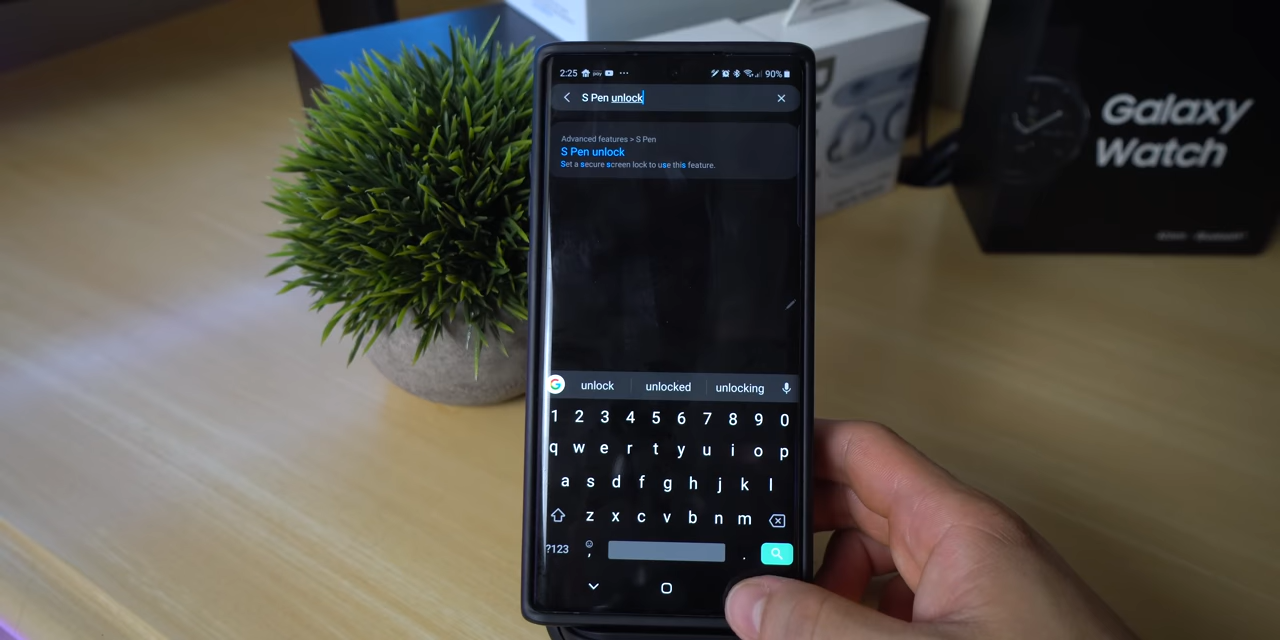 2:25 pay 90%
S Pen unlock
Advanced features > S Pen
S Pen unlock
Set a secure screen lock to use this feature.
G unlock unlocked unlocking
1 2 3 4 5 6 7 8 9 0
q w e r t y u i o p
a s d f g h j k l
z x c v b n m
?123 , .
Galaxy
Watch